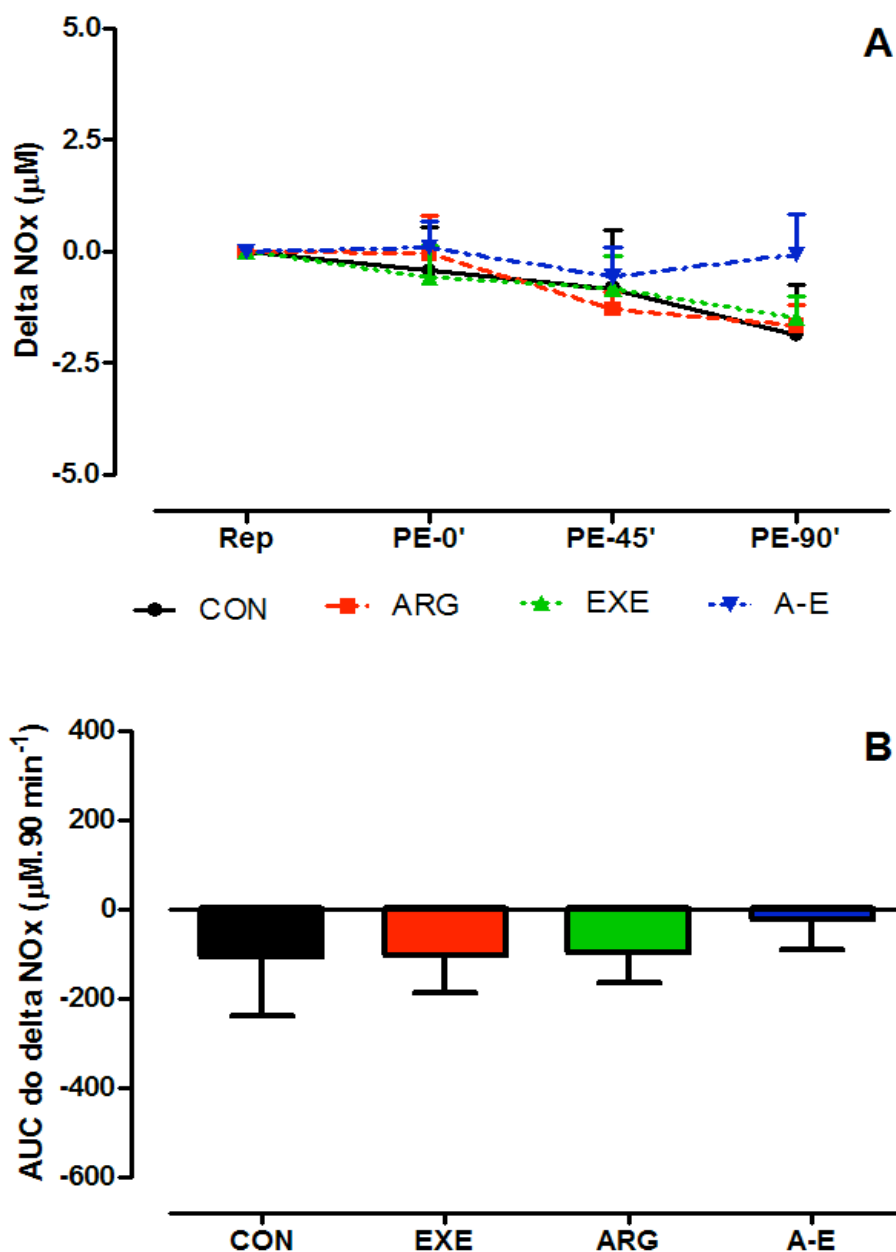 A
Delta NOx (μM)
5.0
2.5
0.0
-2.5
-5.0
Rep PE-0' PE-45' PE-90'
CON ARG EXE A-E
B
AUC do delta NOx (μM.90 min⁻¹)
400
200
0
-200
-400
-600
CON EXE ARG A-E